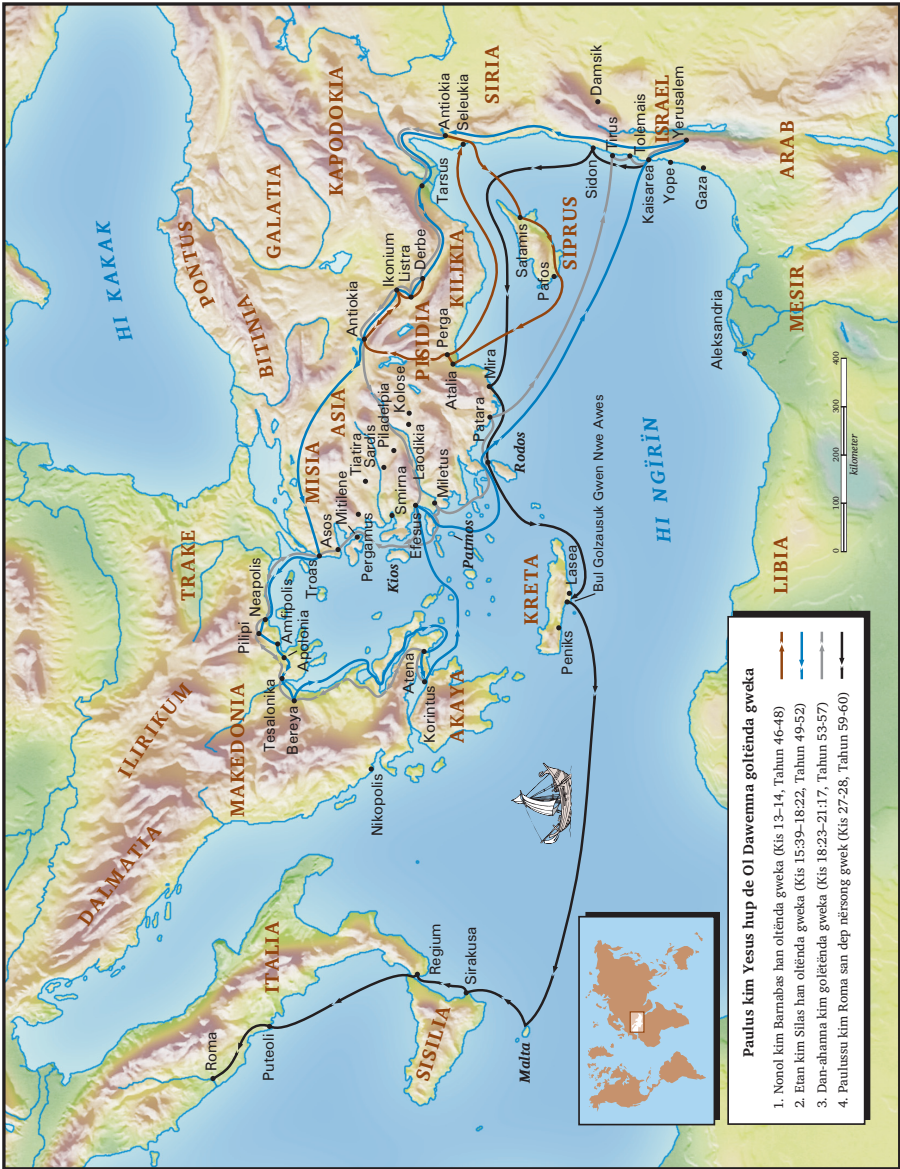 HI KAKAK
PONTUS
BITINIA
GALATIA
KAPODOKIA
SIRIA
TRAKE
ILIRIKUM
DALMATIA
MAKEDONIA
ITALIA
SISILIA
AKAYA
MISIA
ASIA
PISIDIA
KILIKIA
SIPRUS
ISRAEL
ARAB
MESIR
LIBIA
KRETA
HI NGÏRÏN
Roma
Puteoli
Regium
Sirakusa
Malta
Nikopolis
Pilipi
Neapolis
Amfipolis
Apolonia
Tesalonika
Bereya
Atena
Korintus
Troas
Asos
Mitilene
Pergamus
Tiatira
Sardis
Piladelpia
Smirna
Kolose
Laodikia
Efesus
Miletus
Kios
Patmos
Rodos
Patara
Mira
Atalia
Perga
Antiokia
Ikonium
Listra
Derbe
Tarsus
Antiokia
Seleukia
Salamis
Pafos
Damsik
Sidon
Tirus
Tolemais
Kaisarea
Yerusalem
Yope
Gaza
Aleksandria
Lasea
Bul Golzausuk Gwen Nwe Awes
Peniks
0 100 200 300 400
kilometer
Paulus kim Yesus hup de Ol Dawemna goltënda gweka
1. Nonol kim Barnabas han oltënda gweka (Kis 13–14, Tahun 46-48)
2. Etan kim Silas han oltënda gweka (Kis 15:39–18:22, Tahun 49-52)
3. Dan-ahanna kim golëtënda gweka (Kis 18:23–21:17, Tahun 53-57)
4. Paulussu kim Roma san dep nërsong gwek (Kis 27-28, Tahun 59-60)